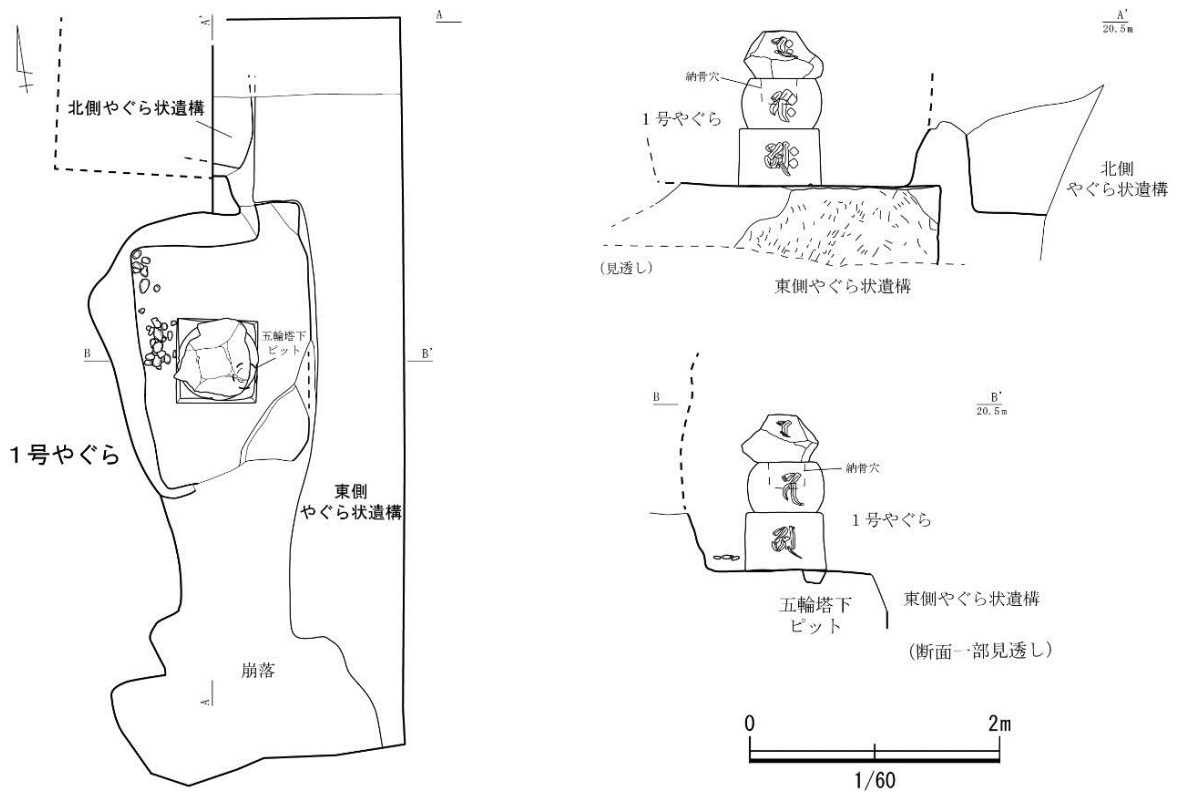 A'
北側やぐら状遺構
五輪塔下
ピット
B
B'
1号やぐら
東側
やぐら状遺構
崩落
A
A
A'
20.5m
納骨穴
1号やぐら
北側
やぐら状遺構
(見透し)
東側やぐら状遺構
B
B'
20.5m
納骨穴
1号やぐら
五輪塔下
ピット
東側やぐら状遺構
(断面一部見透し)
0
2m
1/60